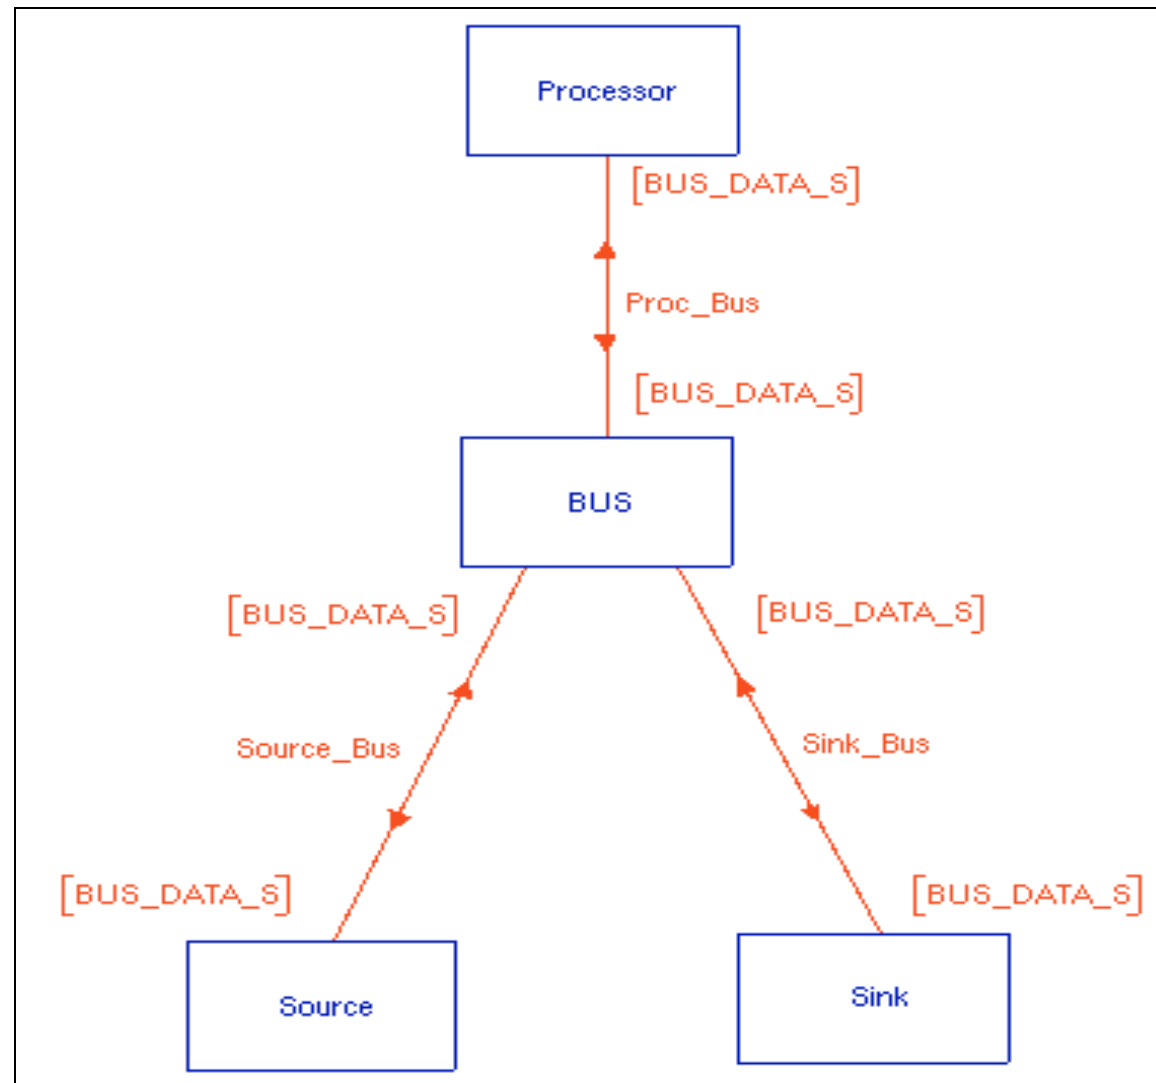 Processor
[BUS_DATA_S]
Proc_Bus
[BUS_DATA_S]
BUS
[BUS_DATA_S]
[BUS_DATA_S]
Source_Bus
Sink_Bus
[BUS_DATA_S]
[BUS_DATA_S]
Source
Sink